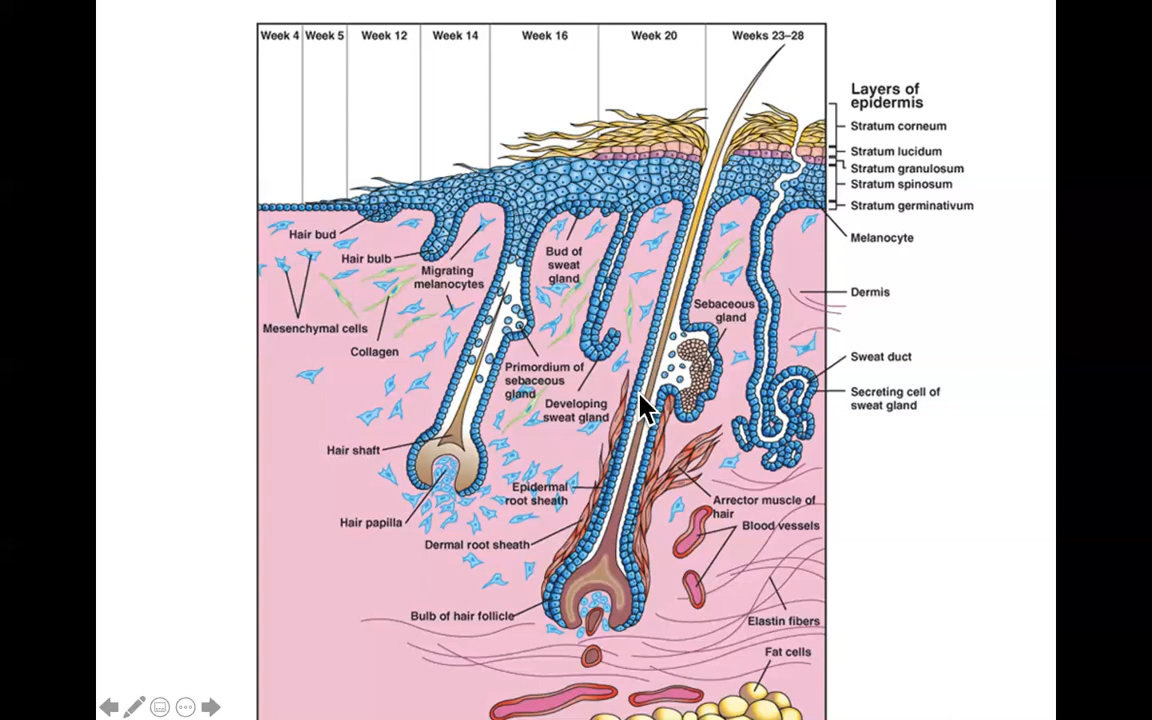 Week 4
Week 5
Week 12
Week 14
Week 16
Week 20
Weeks 23–28
Layers of
epidermis
Stratum corneum
Stratum lucidum
Stratum granulosum
Stratum spinosum
Stratum germinativum
Melanocyte
Hair bud
Hair bulb
Migrating
melanocytes
Bud of
sweat
gland
Mesenchymal cells
Collagen
Dermis
Sebaceous
gland
Primordium of
sebaceous
gland
Developing
sweat gland
Sweat duct
Secreting cell of
sweat gland
Hair shaft
Hair papilla
Epidermal
root sheath
Dermal root sheath
Arrector muscle of
hair
Blood vessels
Bulb of hair follicle
Elastin fibers
Fat cells